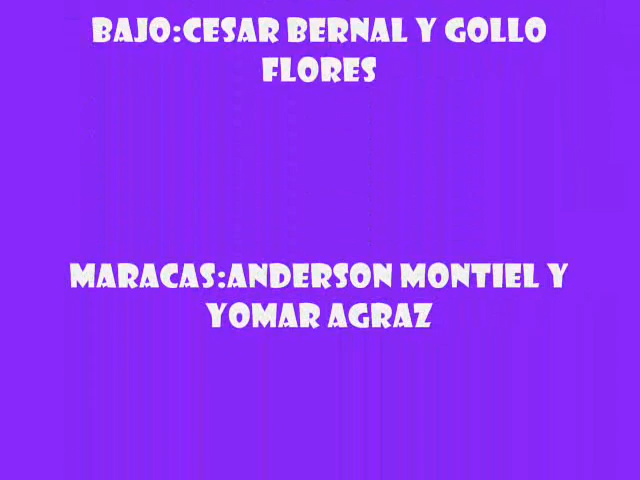 BAJO:CESAR BERNAL Y GOLLO
FLORES
MARACAS:ANDERSON MONTIEL Y
YOMAR AGRAZ